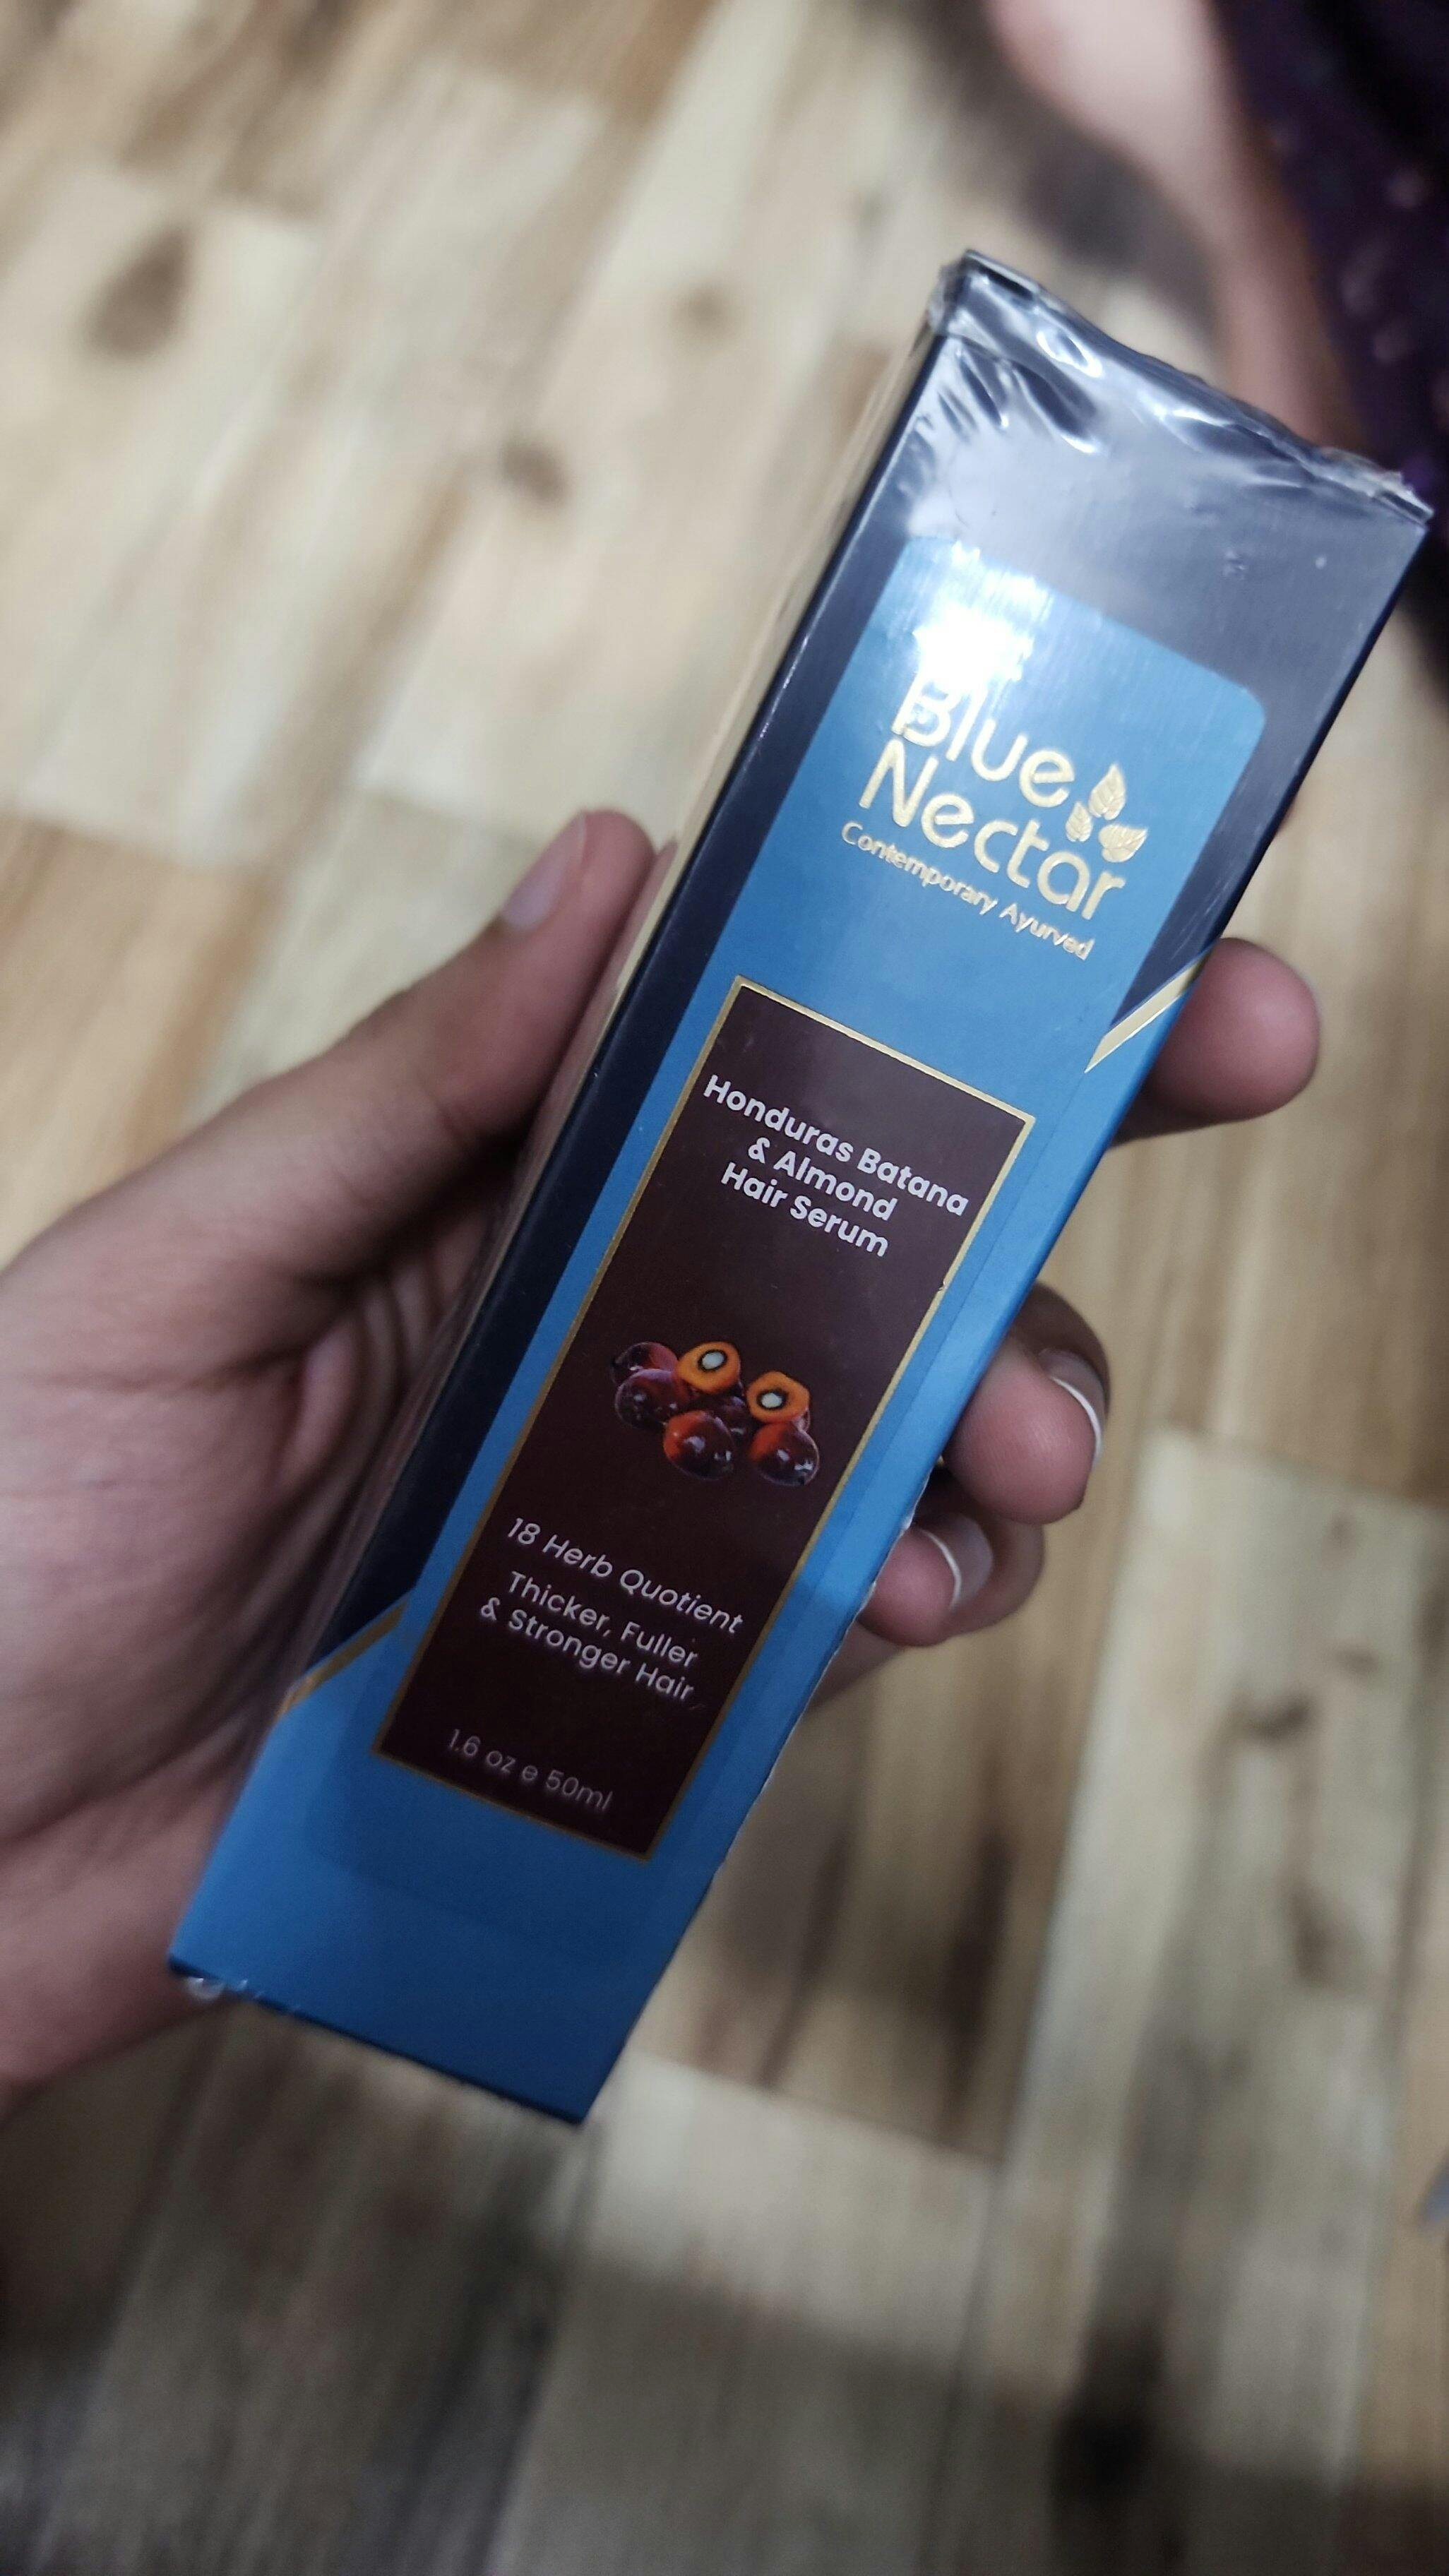 Blue
Nectar
Contemporary Ayurved
Honduras Batana
& Almond
Hair Serum
18 Herb Quotient
Thicker, Fuller
& Stronger Hair
1.6 oz e 50ml